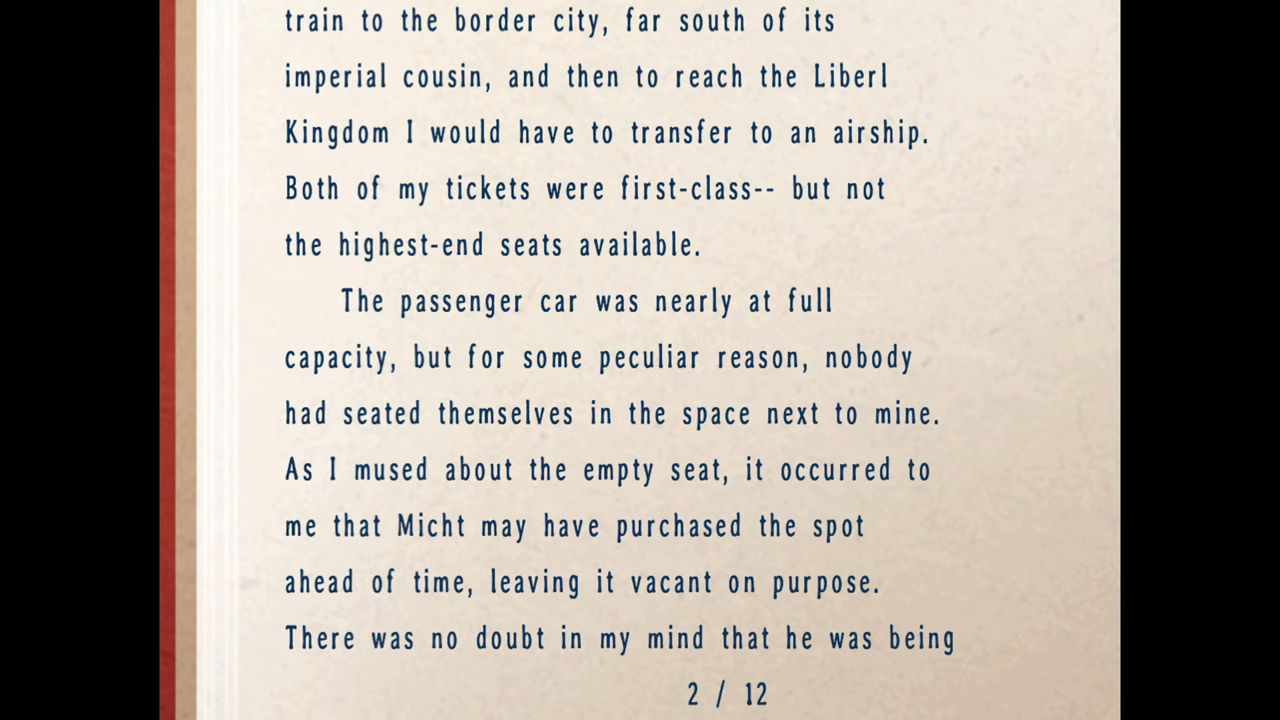 train to the border city, far south of its
imperial cousin, and then to reach the Liberl
Kingdom I would have to transfer to an airship.
Both of my tickets were first-class-- but not
the highest-end seats available.
The passenger car was nearly at full
capacity, but for some peculiar reason, nobody
had seated themselves in the space next to mine.
As I mused about the empty seat, it occurred to
me that Micht may have purchased the spot
ahead of time, leaving it vacant on purpose.
There was no doubt in my mind that he was being
2 / 12